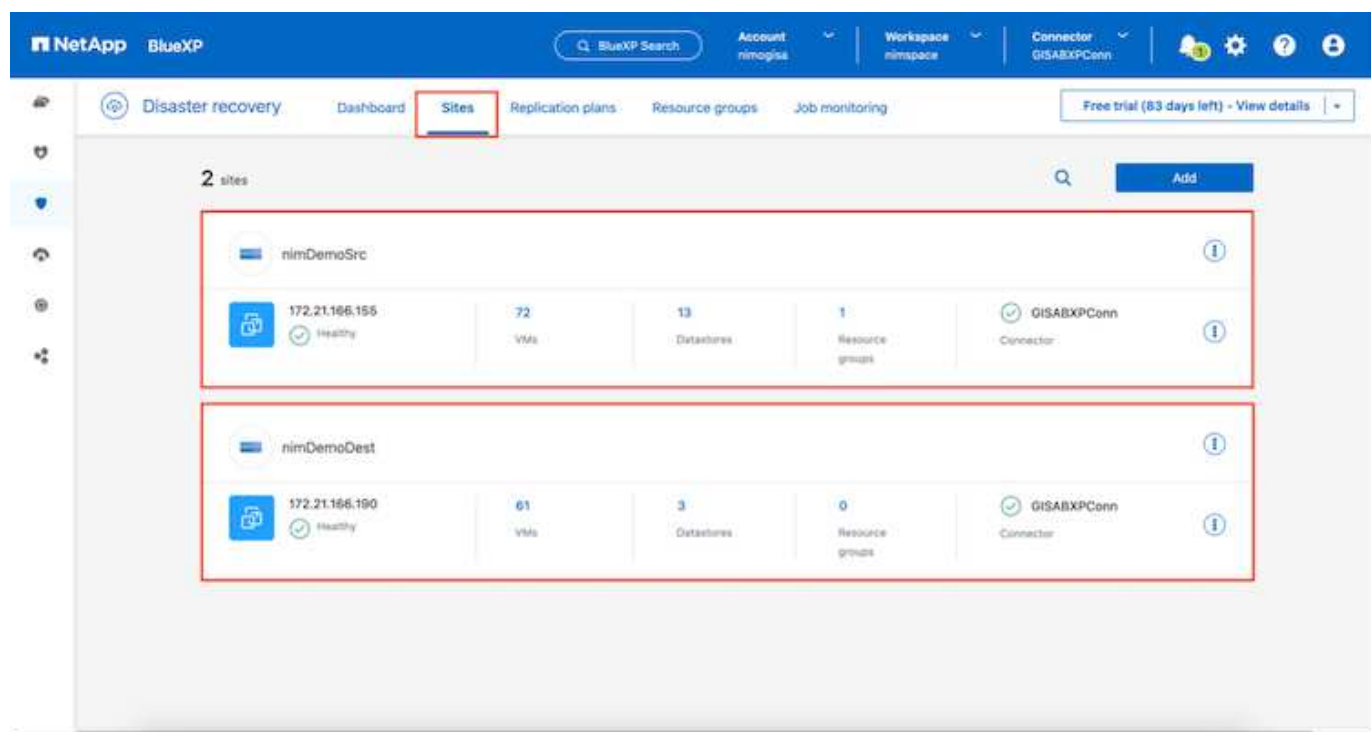 NetApp BlueXP
BlueXP Search
Account
nimogisa
Workspace
nimspace
Connector
GISABXPConn
Disaster recovery
Dashboard
Sites
Replication plans
Resource groups
Job monitoring
Free trial (83 days left) - View details
2 sites
Add
nimDemoSrc
172.21.166.155
Healthy
72
VMs
13
Datastores
1
Resource
groups
GISABXPConn
Connector
nimDemoDest
172.21.166.190
Healthy
61
VMs
3
Datastores
0
Resource
groups
GISABXPConn
Connector